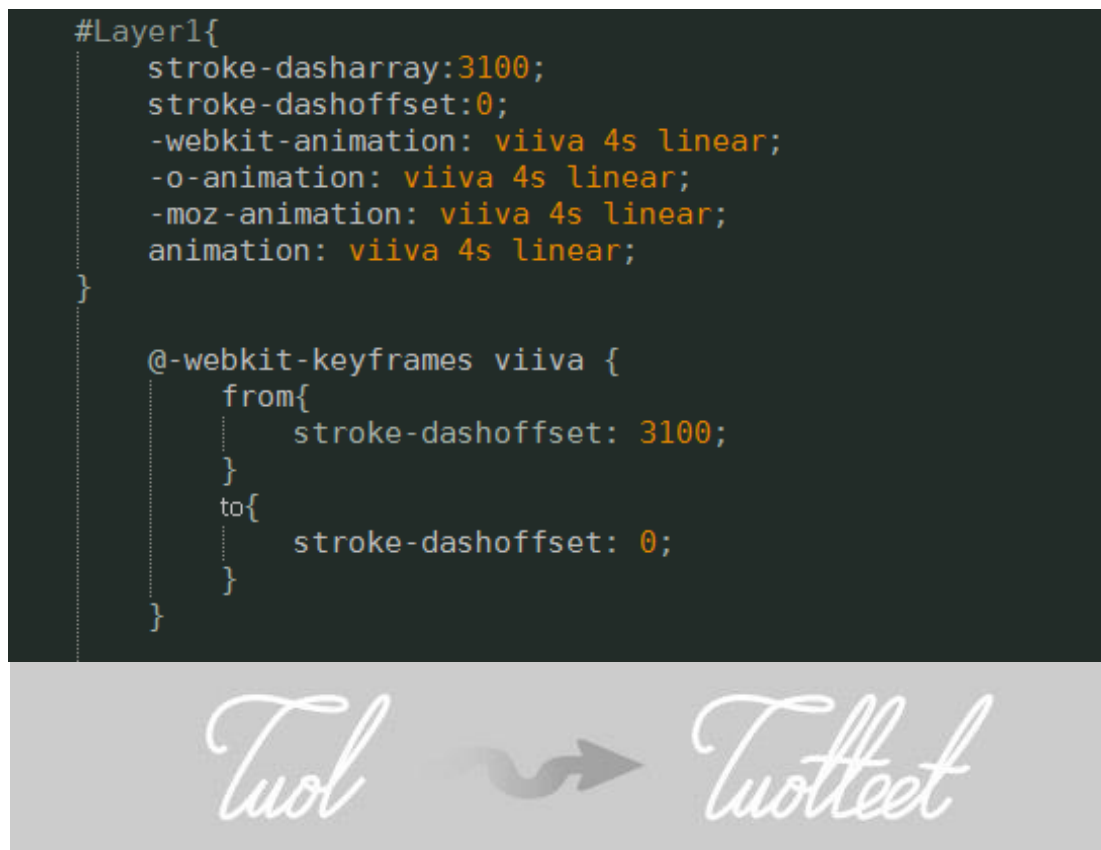 #Layer1{
stroke-dasharray:3100;
stroke-dashoffset:0;
-webkit-animation: viiva 4s linear;
-o-animation: viiva 4s linear;
-moz-animation: viiva 4s linear;
animation: viiva 4s linear;
}
@-webkit-keyframes viiva {
from{
stroke-dashoffset: 3100;
}
to{
stroke-dashoffset: 0;
}
}
Tuol Tuotteet